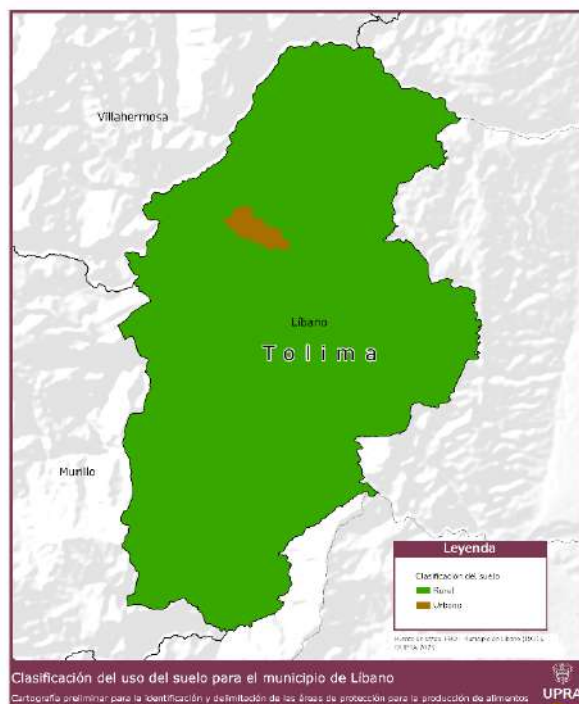 Villahermosa
Líbano
Tolima
Murillo
Leyenda
Clasificación del suelo
Rural
Urbano
Clasificación del uso del suelo para el municipio de Líbano
Cartografía preliminar para la identificación y delimitación de las áreas de protección para la producción de alimentos
UPRA